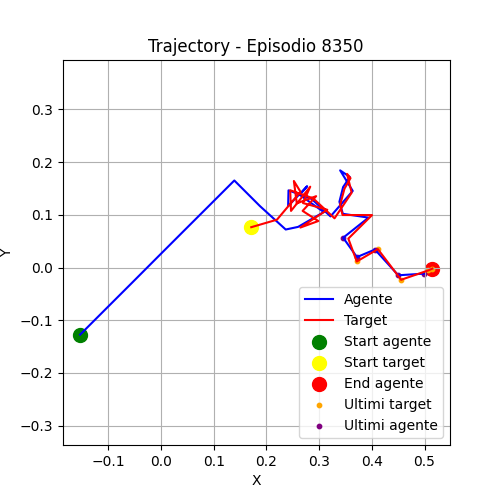 Trajectory - Episodio 8350
Y
0.3
0.2
0.1
0.0
−0.1
−0.2
−0.3
Agente
Target
Start agente
Start target
End agente
Ultimi target
Ultimi agente
−0.1 0.0 0.1 0.2 0.3 0.4 0.5
X